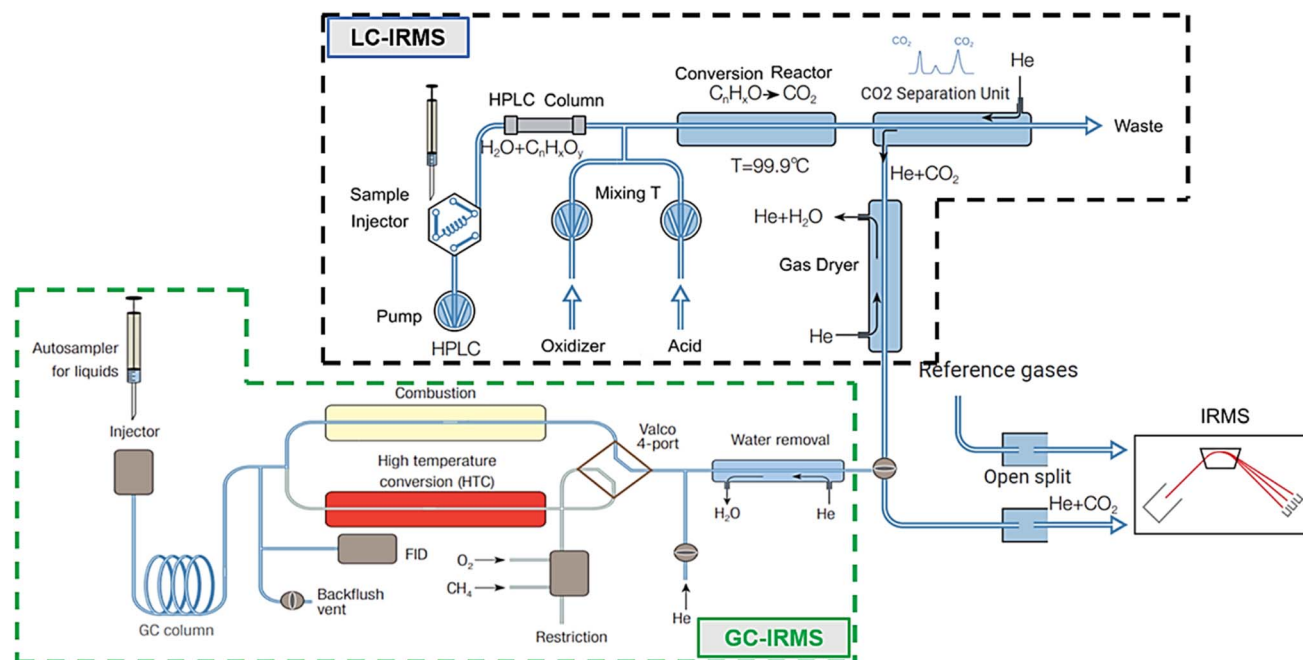 LC-IRMS
CO₂
CO₂
He
Conversion Reactor
CₙHₓO→CO₂
CO2 Separation Unit
HPLC Column
H₂O+CₙHₓOᵧ
Waste
T=99.9°C
He+CO₂
Sample
Injector
Mixing T
He+H₂O
Gas Dryer
Pump
He
HPLC
Oxidizer
Acid
Autosampler
for liquids
Reference gases
Combustion
IRMS
Injector
Valco
4-port
Water removal
High temperature
conversion (HTC)
Open split
H₂O
He
He+CO₂
FID
O₂
CH₄
Backflush
vent
GC column
He
Restriction
GC-IRMS